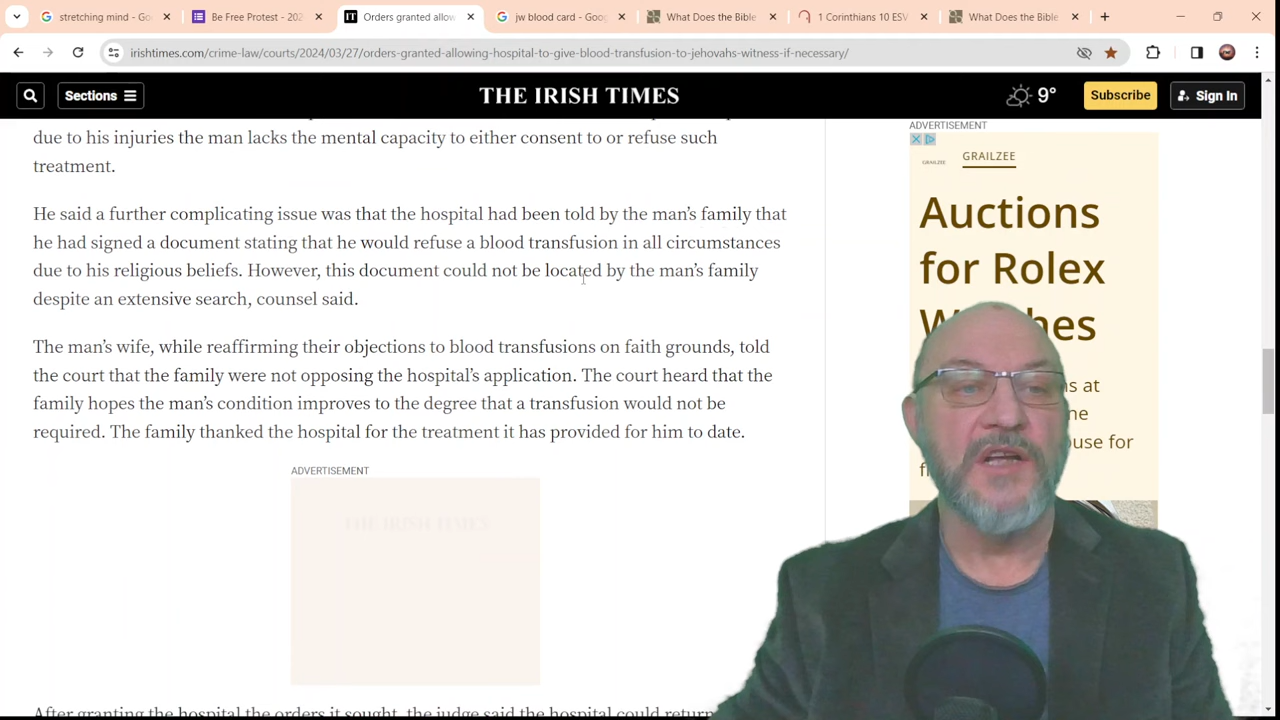 stretching mind - Go
Be Free Protest - 202
Orders granted allow
jw blood card - Goog
What Does the Bible
1 Corinthians 10 ESV
What Does the Bible
irishtimes.com/crime-law/courts/2024/03/27/orders-granted-allowing-hospital-to-give-blood-transfusion-to-jehovahs-witness-if-necessary/
Sections
THE IRISH TIMES
9°
Subscribe
Sign In
due to his injuries the man lacks the mental capacity to either consent to or refuse such
treatment.
He said a further complicating issue was that the hospital had been told by the man's family that
he had signed a document stating that he would refuse a blood transfusion in all circumstances
due to his religious beliefs. However, this document could not be located by the man's family
despite an extensive search, counsel said.
The man's wife, while reaffirming their objections to blood transfusions on faith grounds, told
the court that the family were not opposing the hospital's application. The court heard that the
family hopes the man's condition improves to the degree that a transfusion would not be
required. The family thanked the hospital for the treatment it has provided for him to date.
ADVERTISEMENT
THE IRISH TIMES
After granting the hospital the orders it sought, the judge said the hospital could return
ADVERTISEMENT
GRAILZEE
GRAILZEE
Auctions
for Rolex
at
ne
use for